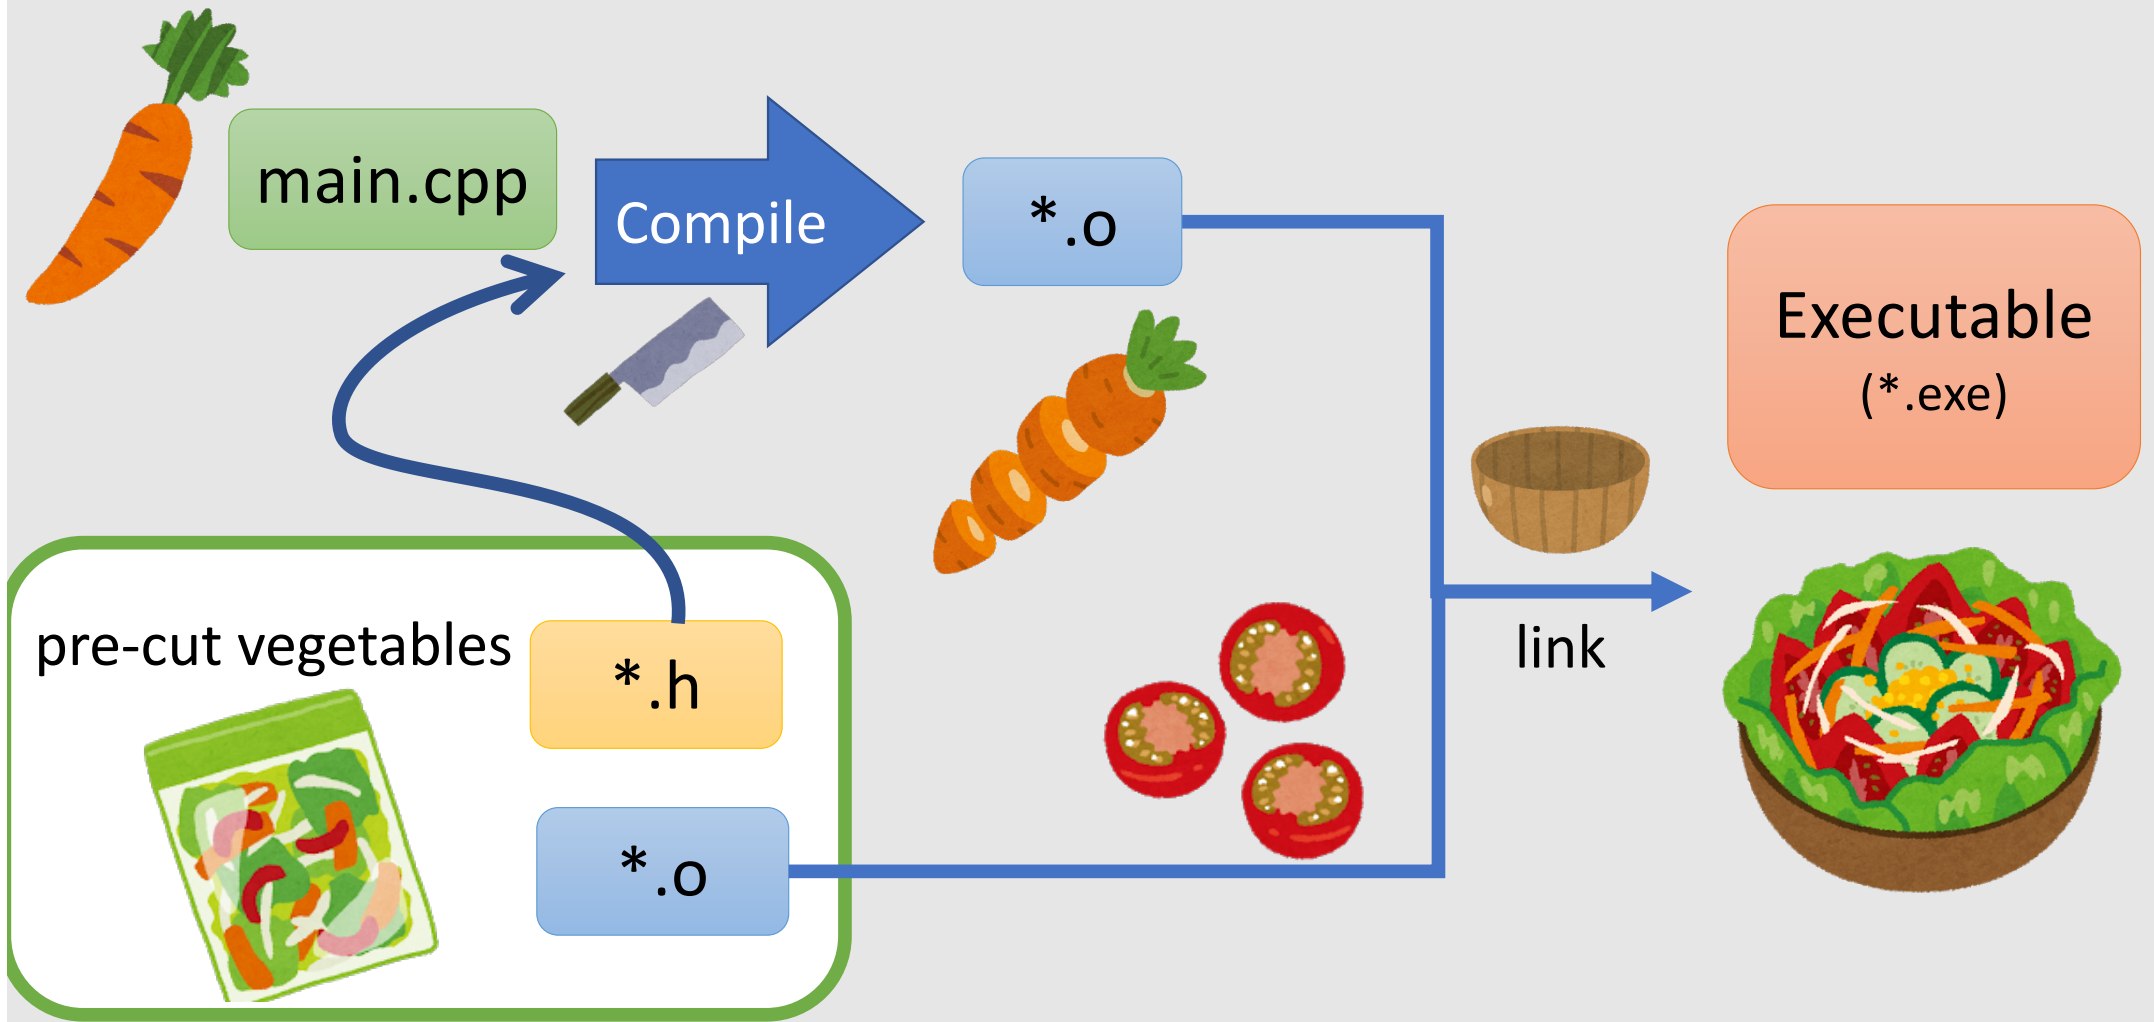 main.cpp
Compile
*.o
Executable
(*.exe)
link
pre-cut vegetables
*.h
*.o